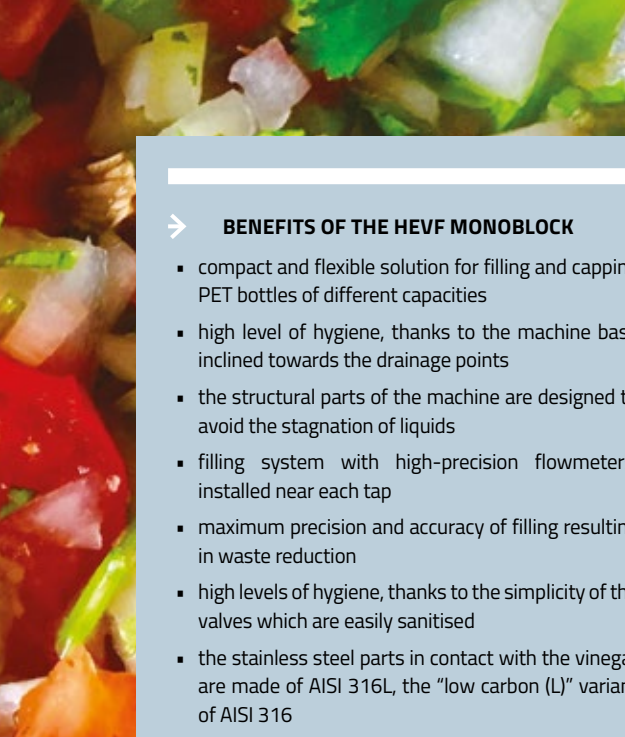 BENEFITS OF THE HEVF MONOBLOCK
▪ compact and flexible solution for filling and cappin
PET bottles of different capacities
▪ high level of hygiene, thanks to the machine bas
inclined towards the drainage points
▪ the structural parts of the machine are designed t
avoid the stagnation of liquids
▪ filling system with high-precision flowmeter
installed near each tap
▪ maximum precision and accuracy of filling resultin
in waste reduction
▪ high levels of hygiene, thanks to the simplicity of th
valves which are easily sanitised
▪ the stainless steel parts in contact with the vinega
are made of AISI 316L, the “low carbon (L)” varian
of AISI 316